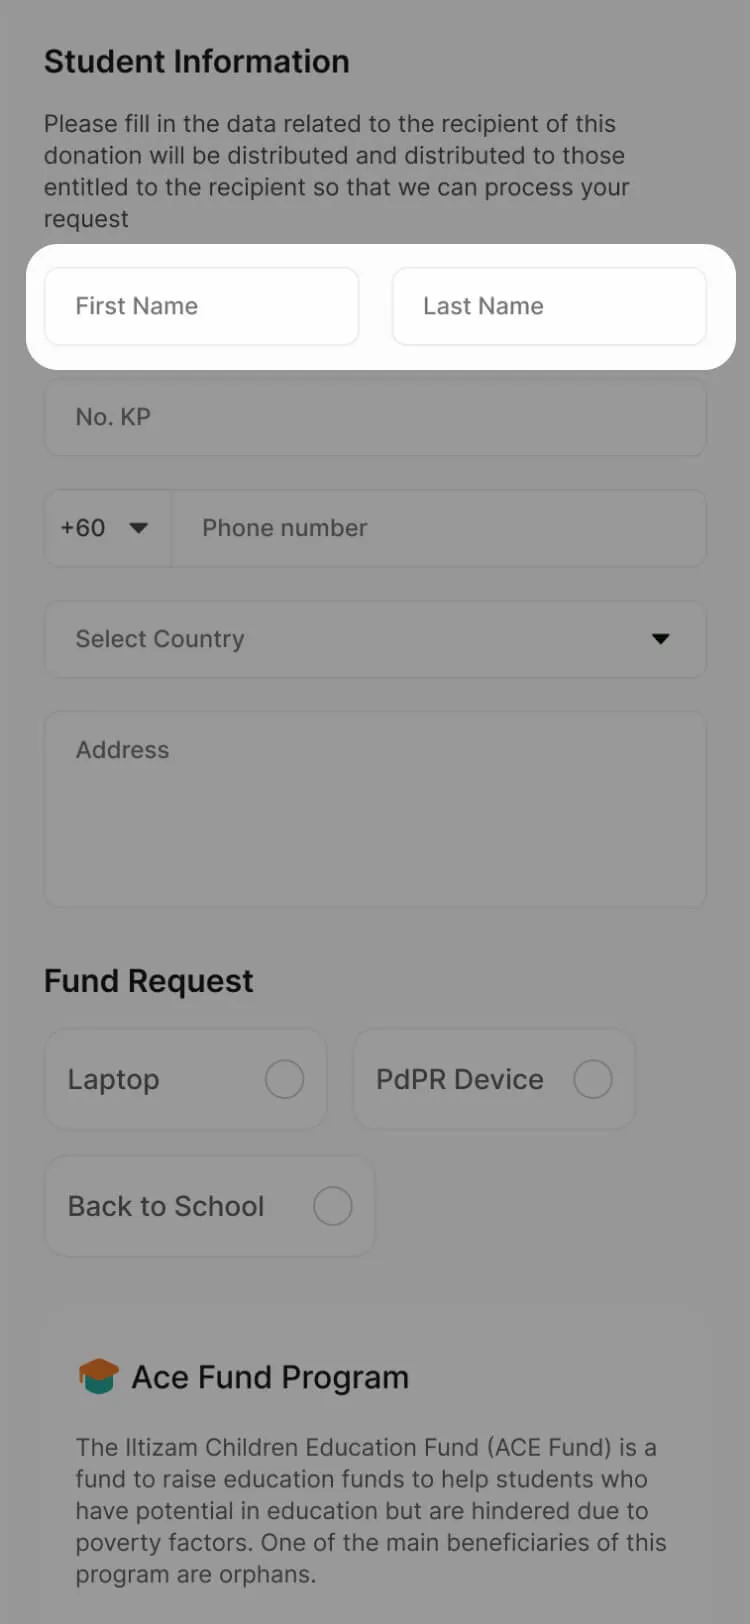 Student Information
Please fill in the data related to the recipient of this
donation will be distributed and distributed to those
entitled to the recipient so that we can process your
request
First Name
Last Name
No. KP
+60
Phone number
Select Country
Address
Fund Request
Laptop
PdPR Device
Back to School
Ace Fund Program
The Iltizam Children Education Fund (ACE Fund) is a
fund to raise education funds to help students who
have potential in education but are hindered due to
poverty factors. One of the main beneficiaries of this
program are orphans.